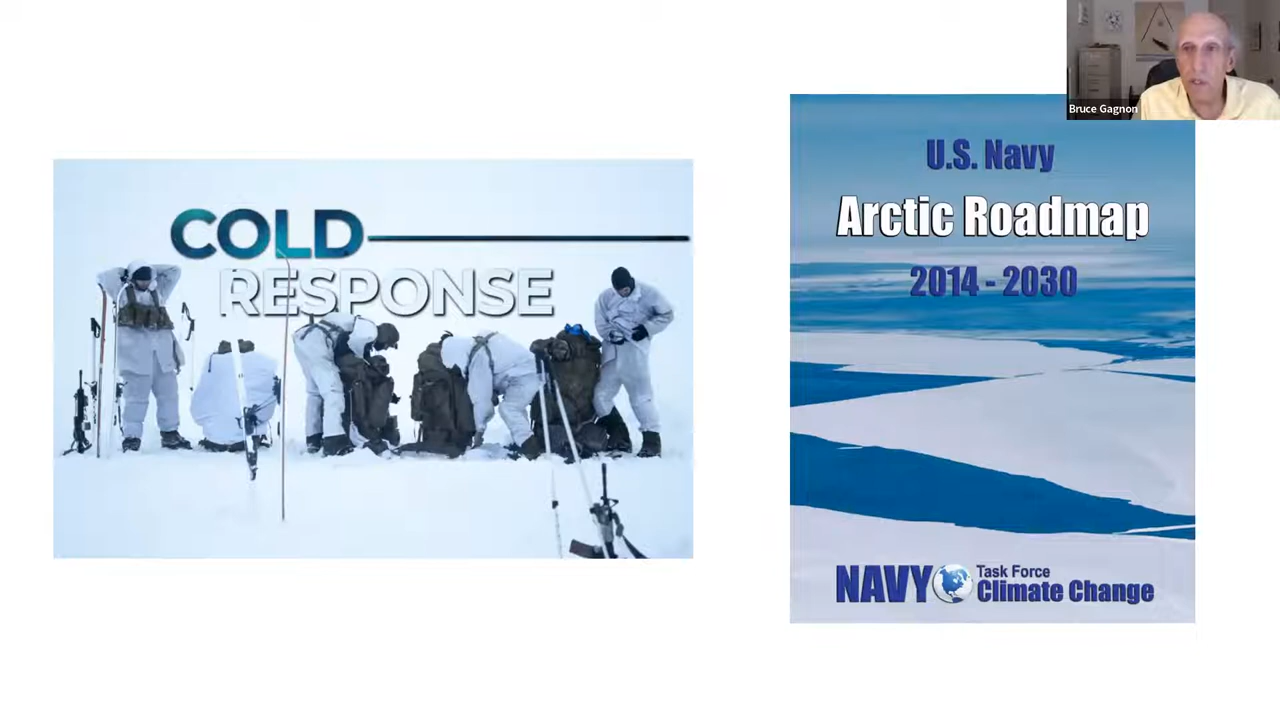 COLD
RESPONSE
U.S. Navy
Arctic Roadmap
2014 - 2030
NAVY
Task Force
Climate Change
Bruce Gagnon